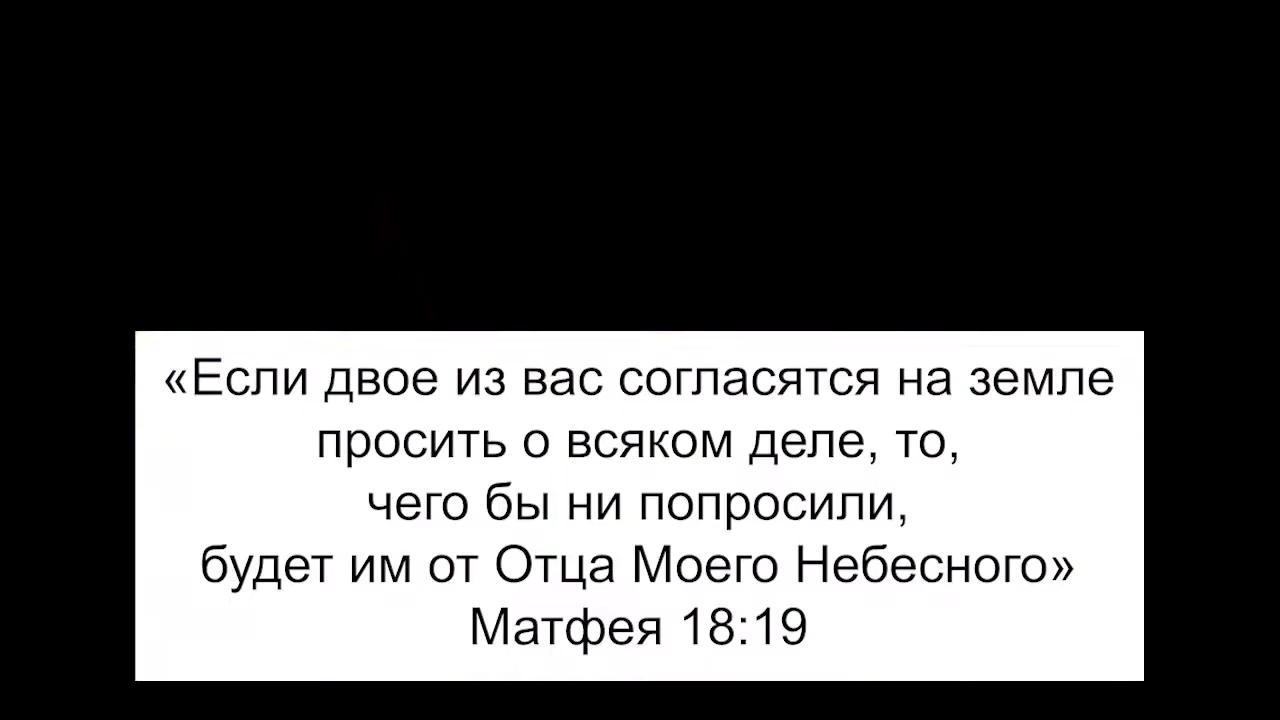 «Если двое из вас согласятся на земле
просить о всяком деле, то,
чего бы ни попросили,
будет им от Отца Моего Небесного»
Матфея 18:19